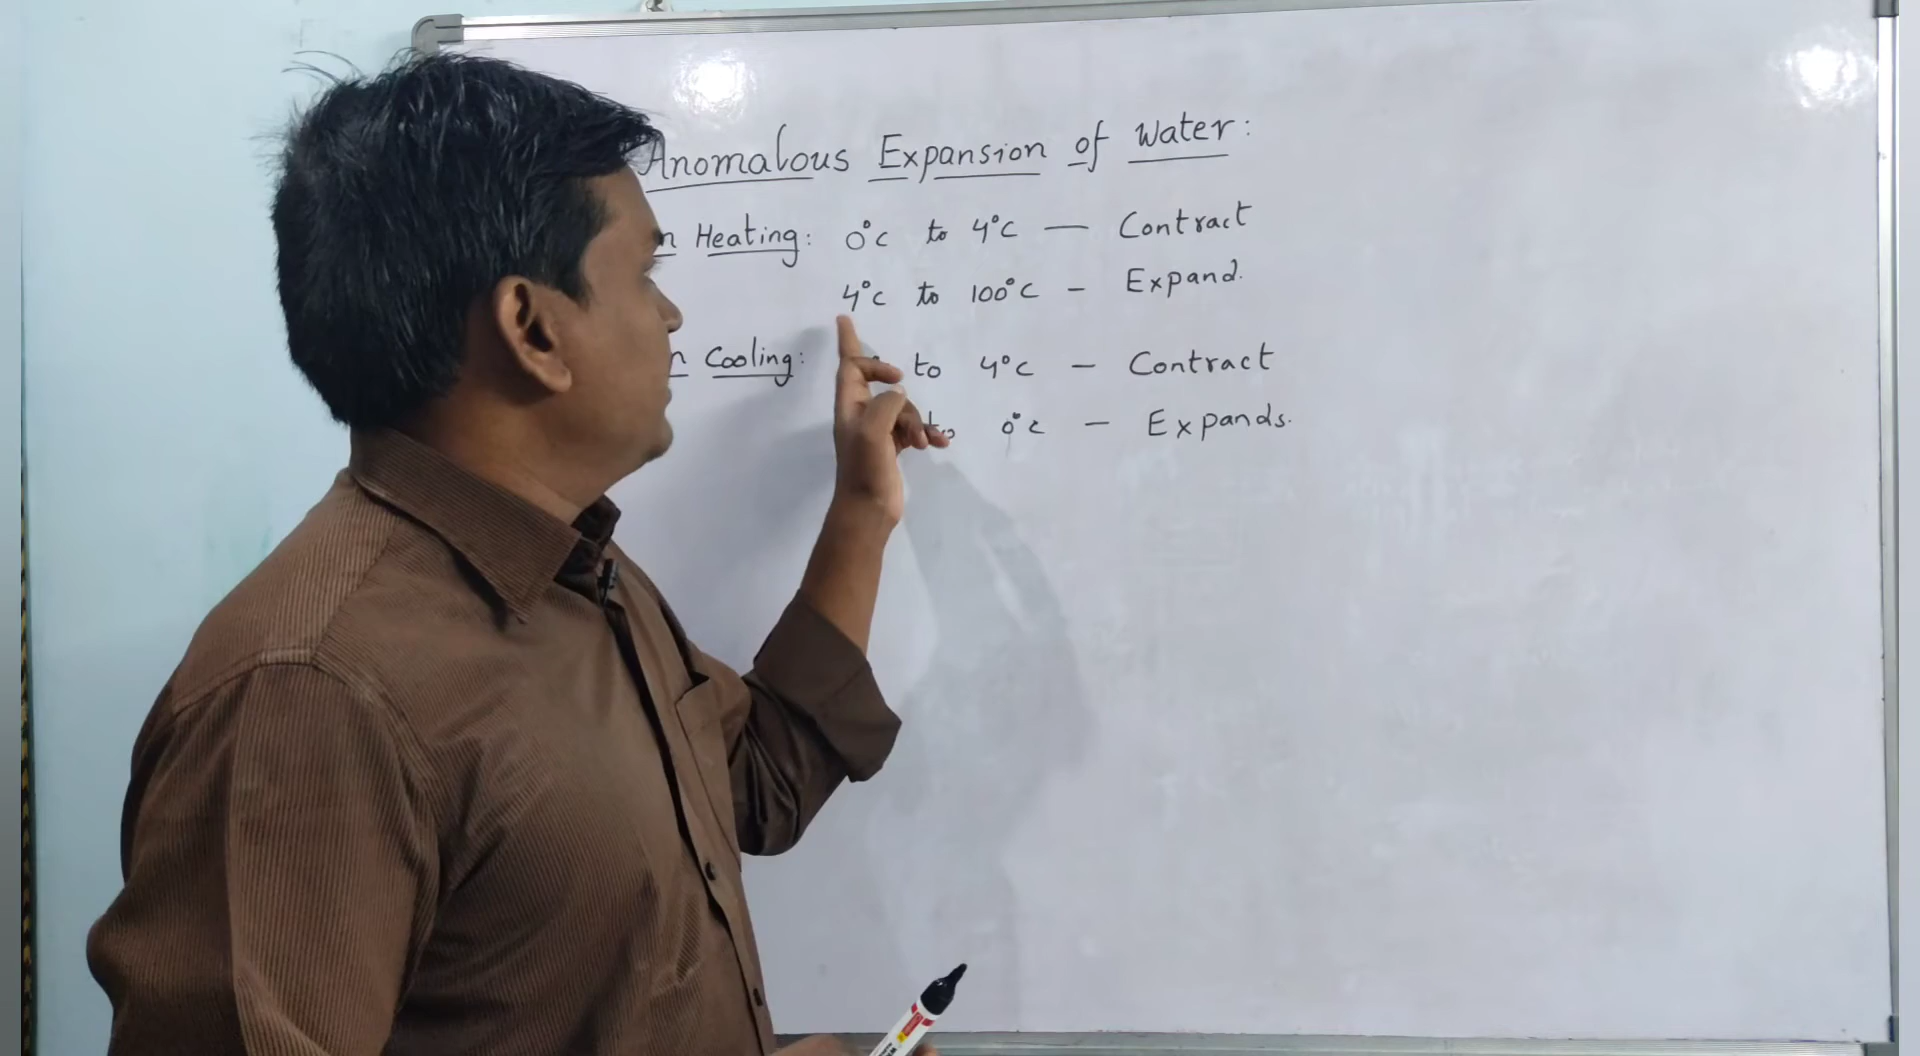 Anomalous Expansion of Water:
Heating: 0°C to 4°C — Contract
4°C to 100°C - Expand.
Cooling: to 4°C - Contract
to 0°C - Expands.